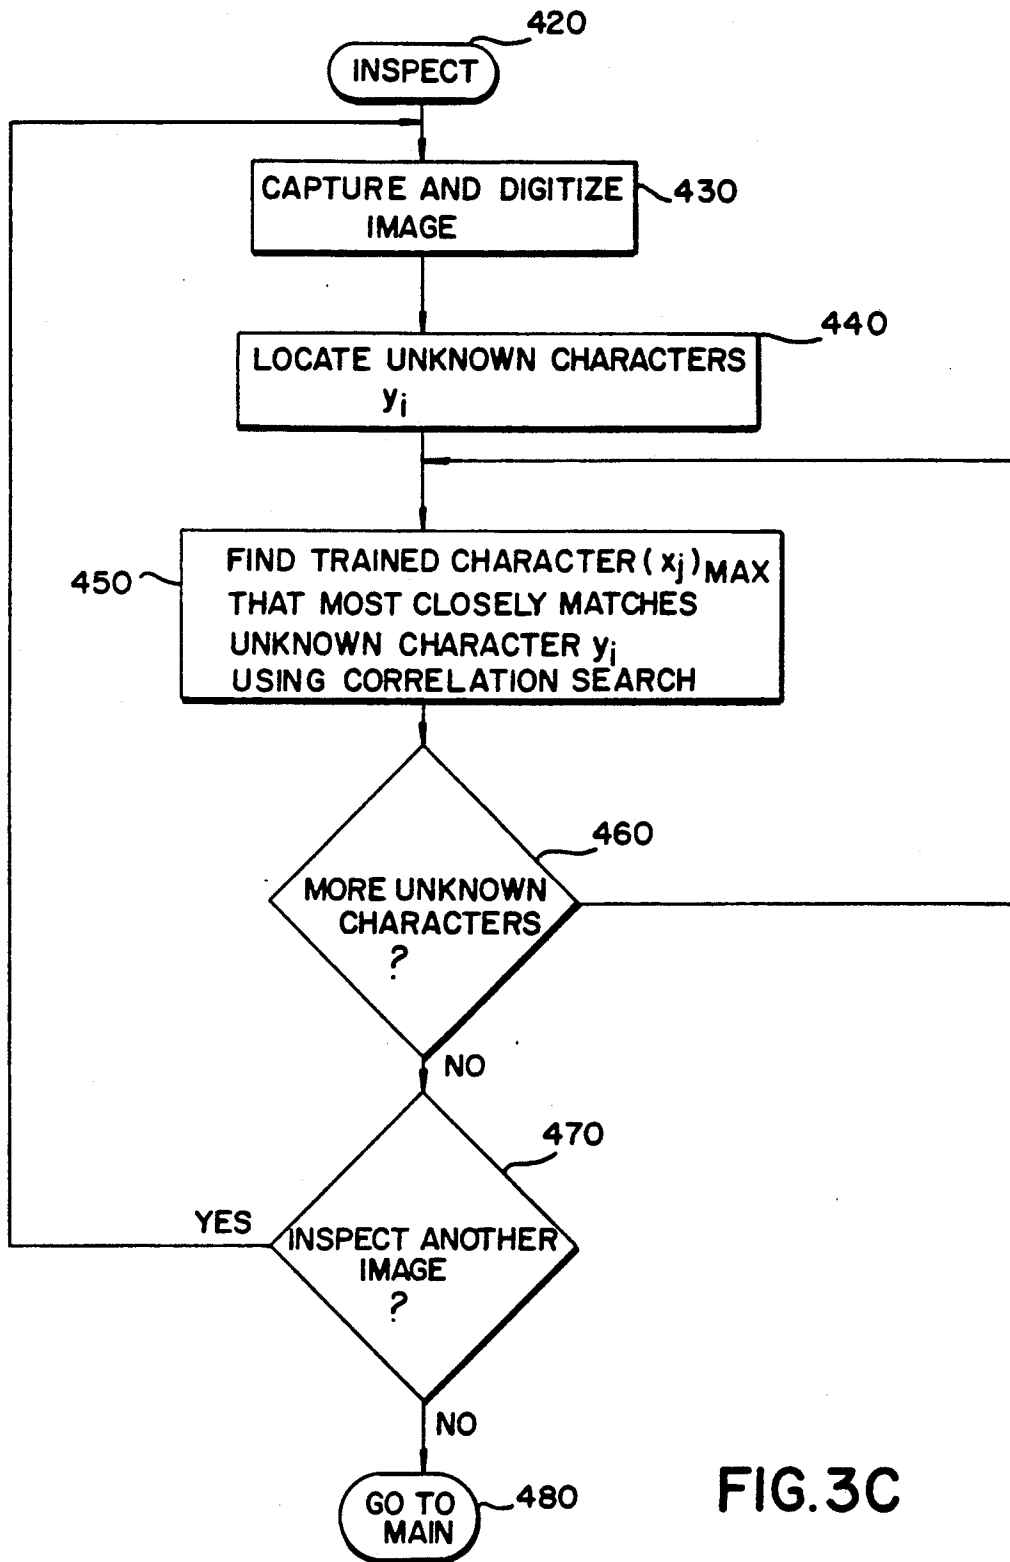 420
INSPECT
CAPTURE AND DIGITIZE
IMAGE
430
440
LOCATE UNKNOWN CHARACTERS
yi
450
FIND TRAINED CHARACTER (xj)MAX
THAT MOST CLOSELY MATCHES
UNKNOWN CHARACTER yi
USING CORRELATION SEARCH
460
MORE UNKNOWN
CHARACTERS
?
NO
470
YES
INSPECT ANOTHER
IMAGE
?
NO
GO TO
MAIN
480
FIG.3C